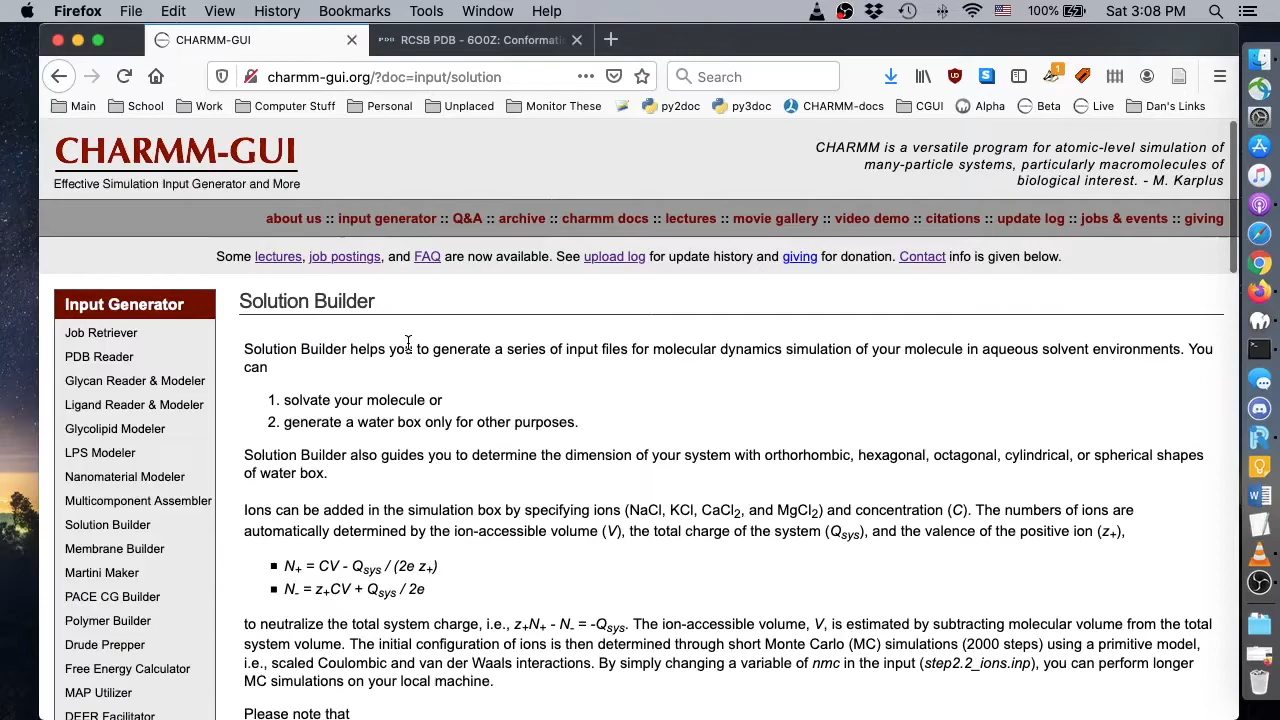 Firefox File Edit View History Bookmarks Tools Window Help 100% Sat 3:08 PM
CHARMM-GUI
RCSB PDB - 6O0Z: Conformati
charmm-gui.org/?doc=input/solution
Search
1
Main School Work Computer Stuff Personal Unplaced Monitor These py2doc py3doc CHARMM-docs CGUI Alpha Beta Live Dan's Links
CHARMM-GUI
Effective Simulation Input Generator and More
CHARMM is a versatile program for atomic-level simulation of
many-particle systems, particularly macromolecules of
biological interest. - M. Karplus
about us :: input generator :: Q&A :: archive :: charmm docs :: lectures :: movie gallery :: video demo :: citations :: update log :: jobs & events :: giving
Some lectures, job postings, and FAQ are now available. See upload log for update history and giving for donation. Contact info is given below.
Input Generator
Job Retriever
PDB Reader
Glycan Reader & Modeler
Ligand Reader & Modeler
Glycolipid Modeler
LPS Modeler
Nanomaterial Modeler
Multicomponent Assembler
Solution Builder
Membrane Builder
Martini Maker
PACE CG Builder
Polymer Builder
Drude Prepper
Free Energy Calculator
MAP Utilizer
DEER Facilitator
Solution Builder
Solution Builder helps you to generate a series of input files for molecular dynamics simulation of your molecule in aqueous solvent environments. You
can
1. solvate your molecule or
2. generate a water box only for other purposes.
Solution Builder also guides you to determine the dimension of your system with orthorhombic, hexagonal, octagonal, cylindrical, or spherical shapes
of water box.
Ions can be added in the simulation box by specifying ions (NaCl, KCl, CaCl2, and MgCl2) and concentration (C). The numbers of ions are
automatically determined by the ion-accessible volume (V), the total charge of the system (Qsys), and the valence of the positive ion (z+),
▪ N+ = CV - Qsys / (2e z+)
▪ N- = z+CV + Qsys / 2e
to neutralize the total system charge, i.e., z+N+ - N- = -Qsys. The ion-accessible volume, V, is estimated by subtracting molecular volume from the total
system volume. The initial configuration of ions is then determined through short Monte Carlo (MC) simulations (2000 steps) using a primitive model,
i.e., scaled Coulombic and van der Waals interactions. By simply changing a variable of nmc in the input (step2.2_ions.inp), you can perform longer
MC simulations on your local machine.
Please note that